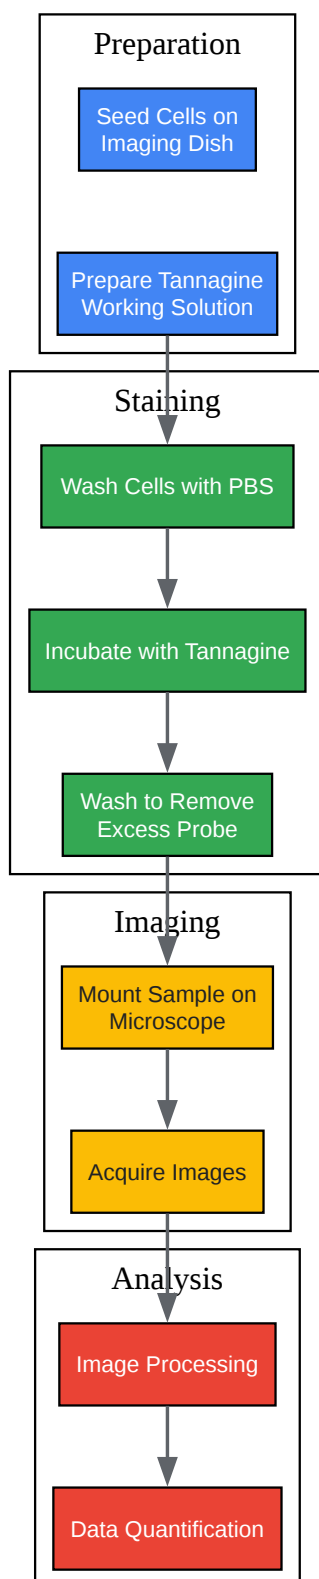 Preparation
Seed Cells on
Imaging Dish
Prepare Tannagine
Working Solution
Staining
Wash Cells with PBS
Incubate with Tannagine
Wash to Remove
Excess Probe
Imaging
Mount Sample on
Microscope
Acquire Images
Analysis
Image Processing
Data Quantification